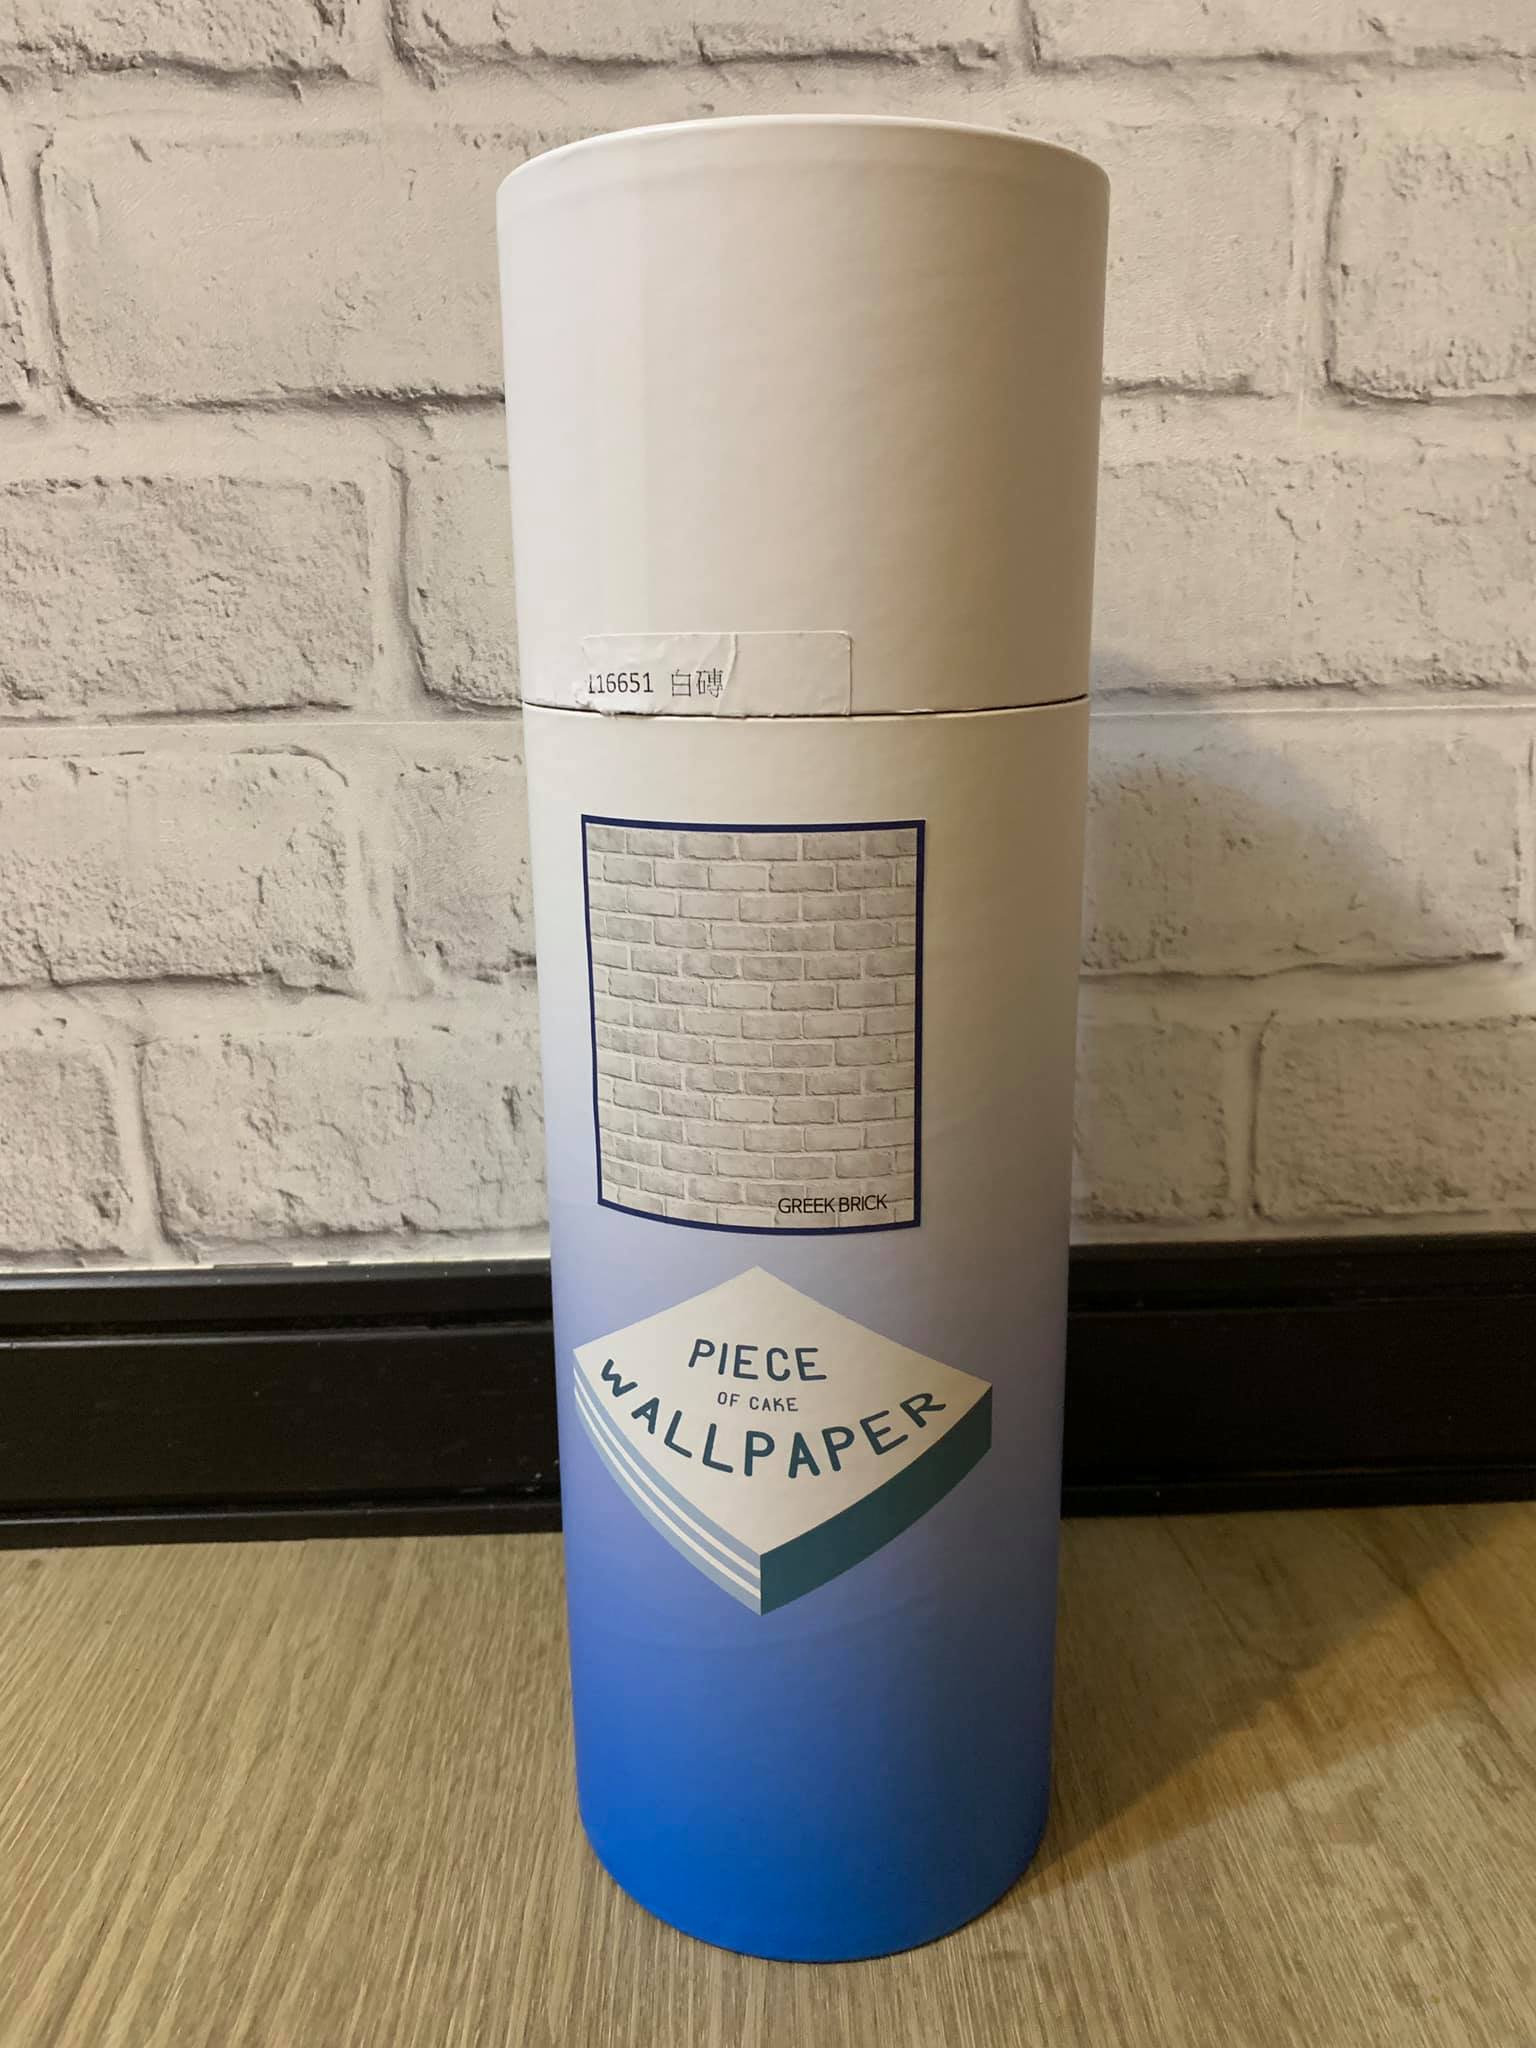 116651 白磚
GREEK BRICK
PIECE
OF CAKE
WALLPAPER